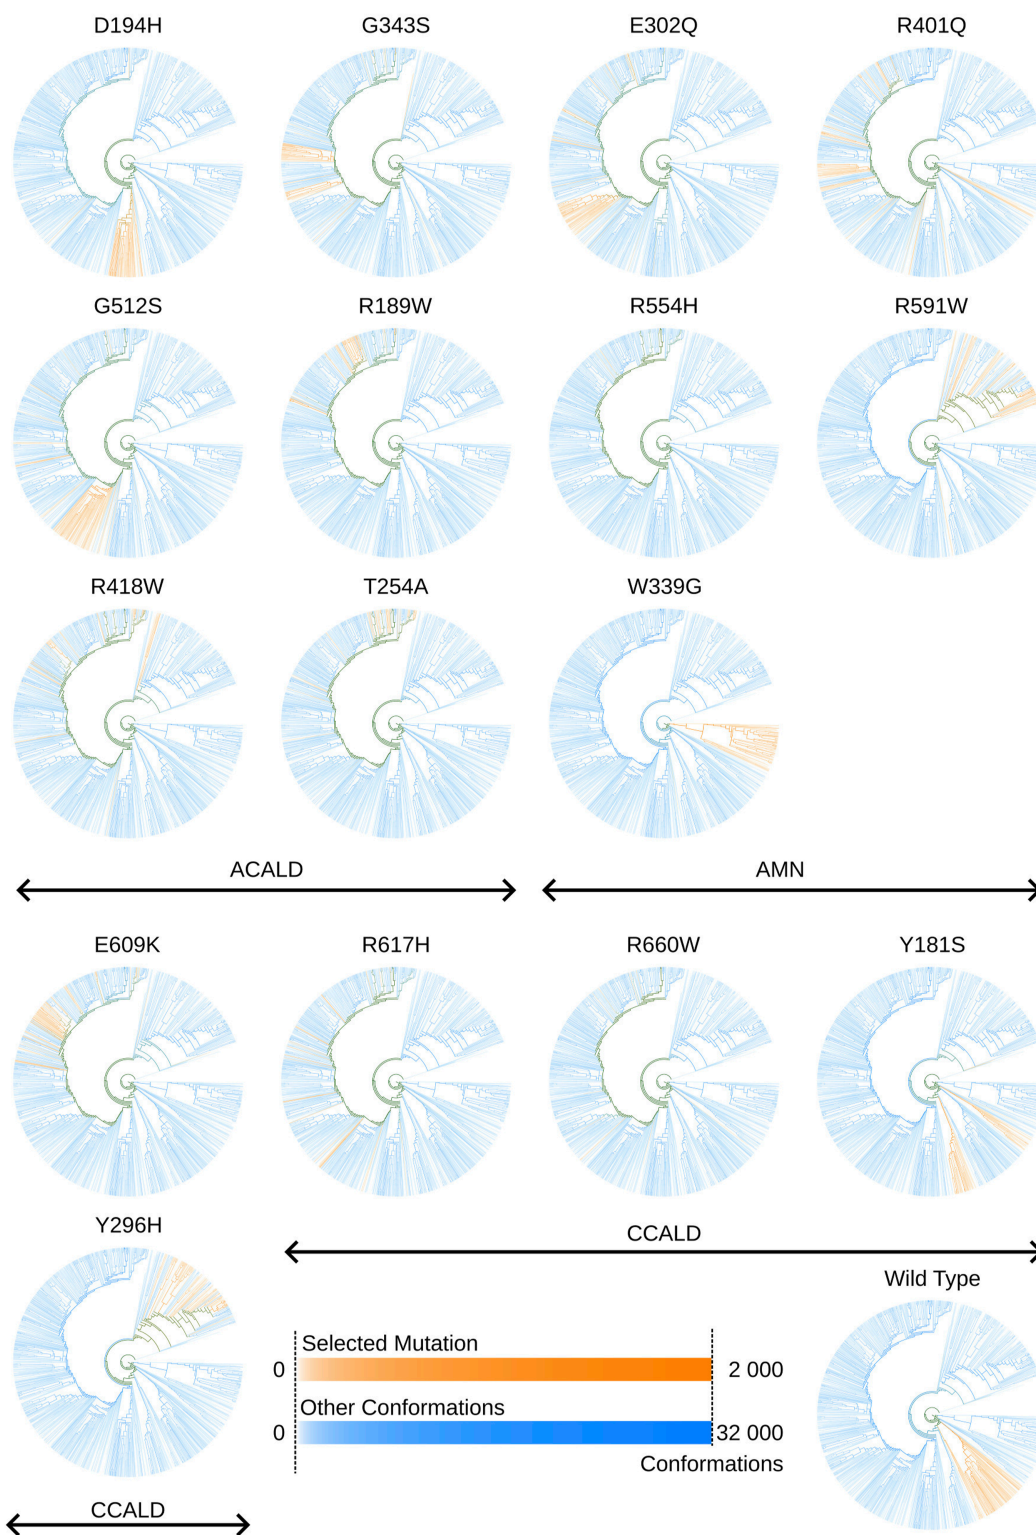 D194H G343S E302Q R401Q
G512S R189W R554H R591W
R418W T254A W339G
ACALD AMN
E609K R617H R660W Y181S
Y296H
CCALD
Wild Type
Selected Mutation
0 2 000
Other Conformations
0 32 000
Conformations
CCALD